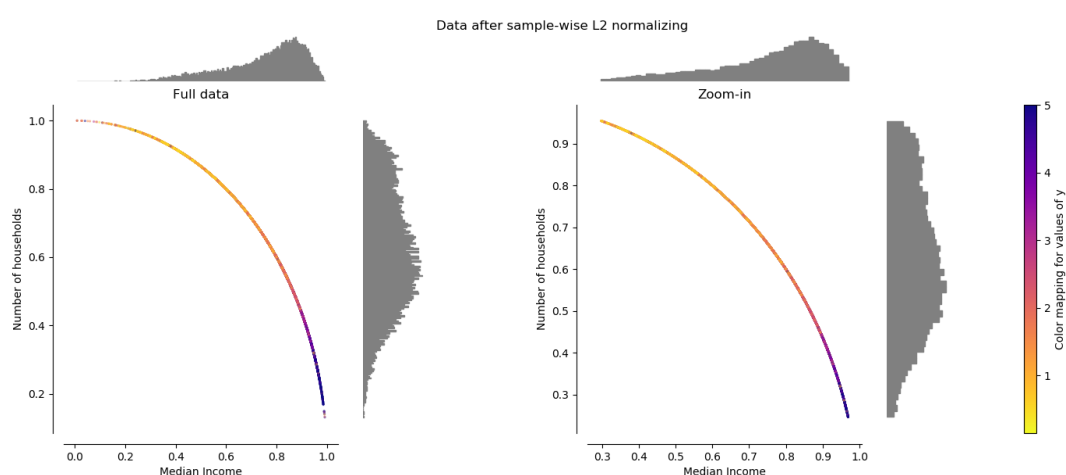 Data after sample-wise L2 normalizing
Full data
Zoom-in
1.0
0.8
0.6
0.4
0.2
Number of households
0.0 0.2 0.4 0.6 0.8 1.0
Median Income
0.9
0.8
0.7
0.6
0.5
0.4
0.3
Number of households
0.3 0.4 0.5 0.6 0.7 0.8 0.9 1.0
Median Income
5
4
3
2
1
Color mapping for values of y